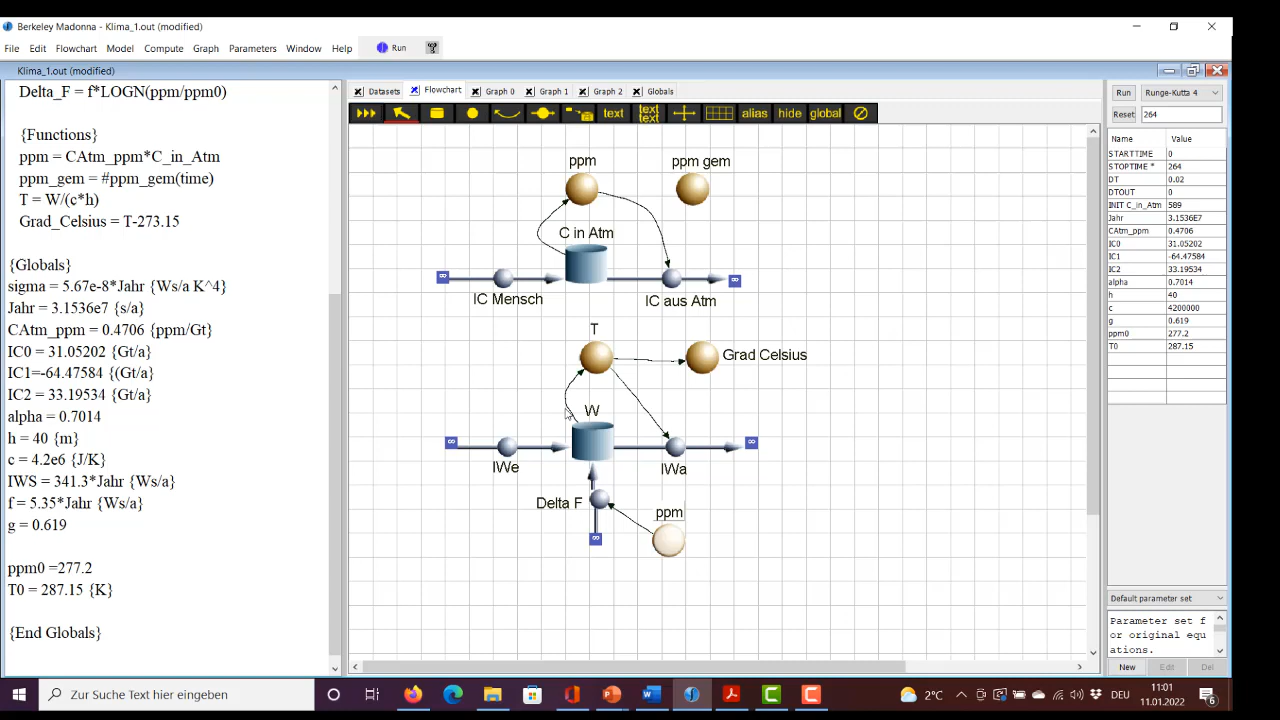 Berkeley Madonna - Klima_1.out (modified)
File Edit Flowchart Model Compute Graph Parameters Window Help Run
Klima_1.out (modified)
Delta_F = f*LOGN(ppm/ppm0)
{Functions}
ppm = CAtm_ppm*C_in_Atm
ppm_gem = #ppm_gem(time)
T = W/(c*h)
Grad_Celsius = T-273.15
{Globals}
sigma = 5.67e-8*Jahr {Ws/a K^4}
Jahr = 3.1536e7 {s/a}
CAtm_ppm = 0.4706 {ppm/Gt}
IC0 = 31.05202 {Gt/a}
IC1=-64.47584 {(Gt/a}
IC2 = 33.19534 {Gt/a}
alpha = 0.7014
h = 40 {m}
c = 4.2e6 {J/K}
IWS = 341.3*Jahr {Ws/a}
f = 5.35*Jahr {Ws/a}
g = 0.619
ppm0 =277.2
T0 = 287.15 {K}
{End Globals}
Datasets Flowchart Graph 0 Graph 1 Graph 2 Globals
text text text alias hide global
ppm ppm gem
C in Atm
IC Mensch IC aus Atm
T
Grad Celsius
W
IWe IWa
Delta F ppm
Run Runge-Kutta 4
Reset 264
Name Value
STARTTIME 0
STOPTIME * 264
DT 0.02
DTOUT 0
INIT C_in_Atm 589
Jahr 3.1536E7
CAtm_ppm 0.4706
IC0 31.05202
IC1 -64.47584
IC2 33.19534
alpha 0.7014
h 40
c 4200000
g 0.619
ppm0 277.2
T0 287.15
Default parameter set
Parameter set f
or original equ
ations.
New Edit Del
Zur Suche Text hier eingeben
2°C DEU 11:01
11.01.2022 6